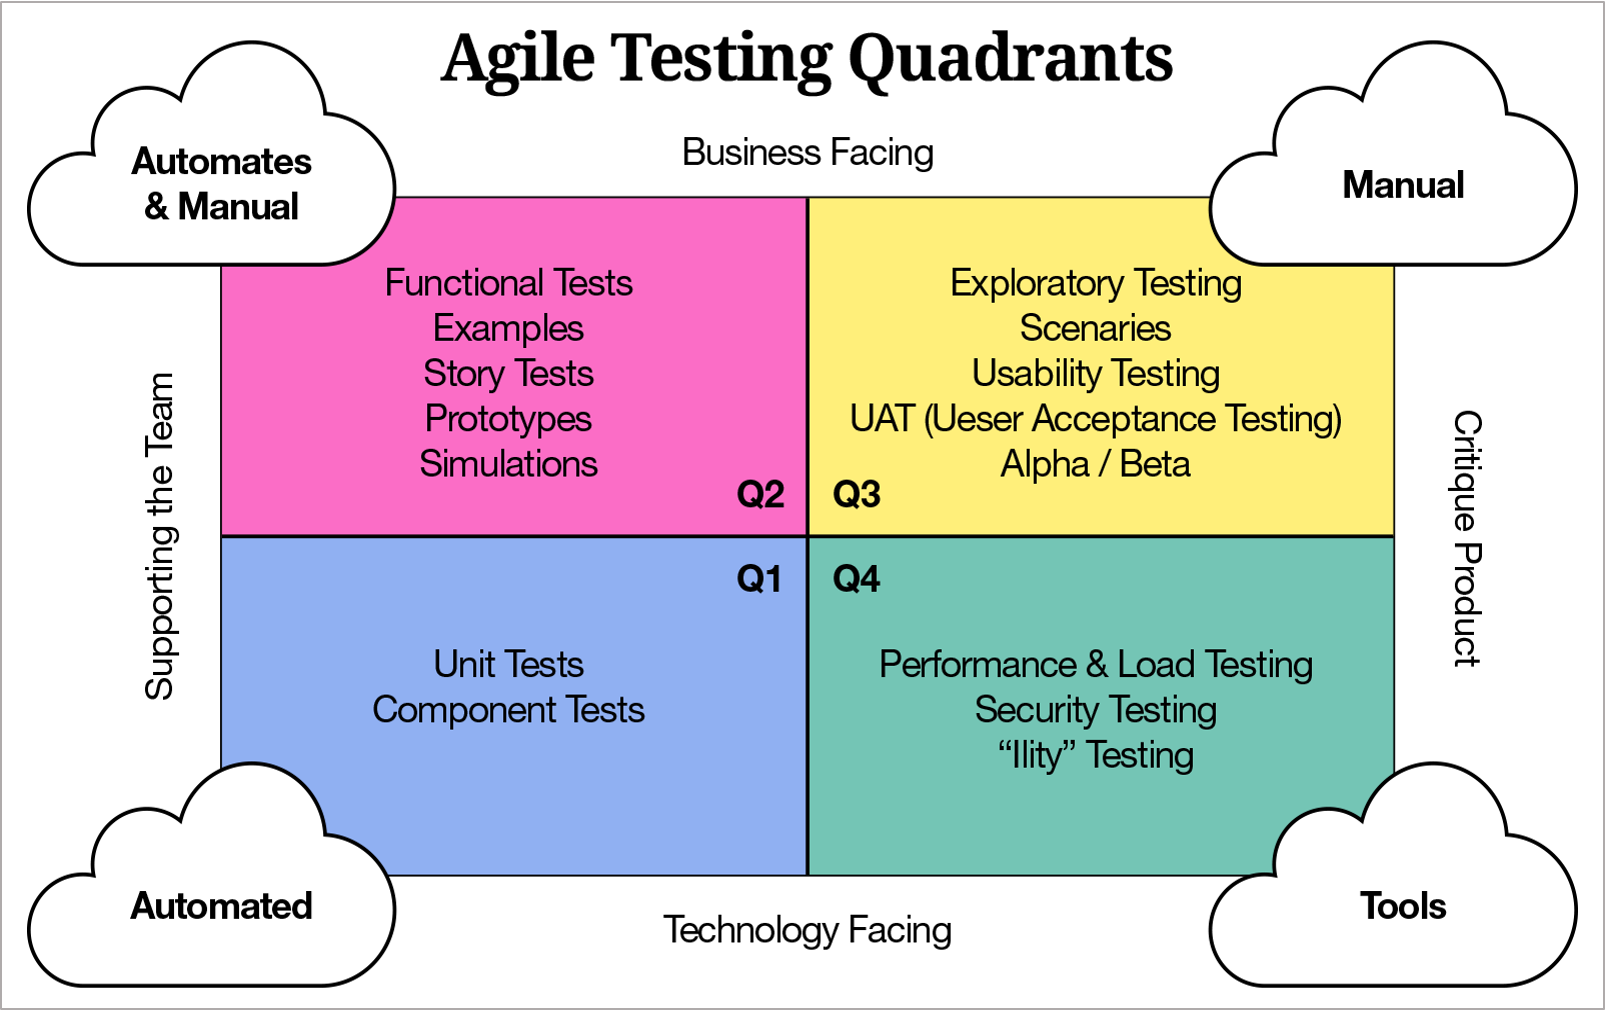 Agile Testing Quadrants
Business Facing
Automates
& Manual
Manual
Functional Tests
Examples
Story Tests
Prototypes
Simulations
Q2
Exploratory Testing
Scenaries
Usability Testing
UAT (Ueser Acceptance Testing)
Alpha / Beta
Q3
Supporting the Team
Critique Product
Q1
Unit Tests
Component Tests
Q4
Performance & Load Testing
Security Testing
“Ility” Testing
Automated
Tools
Technology Facing